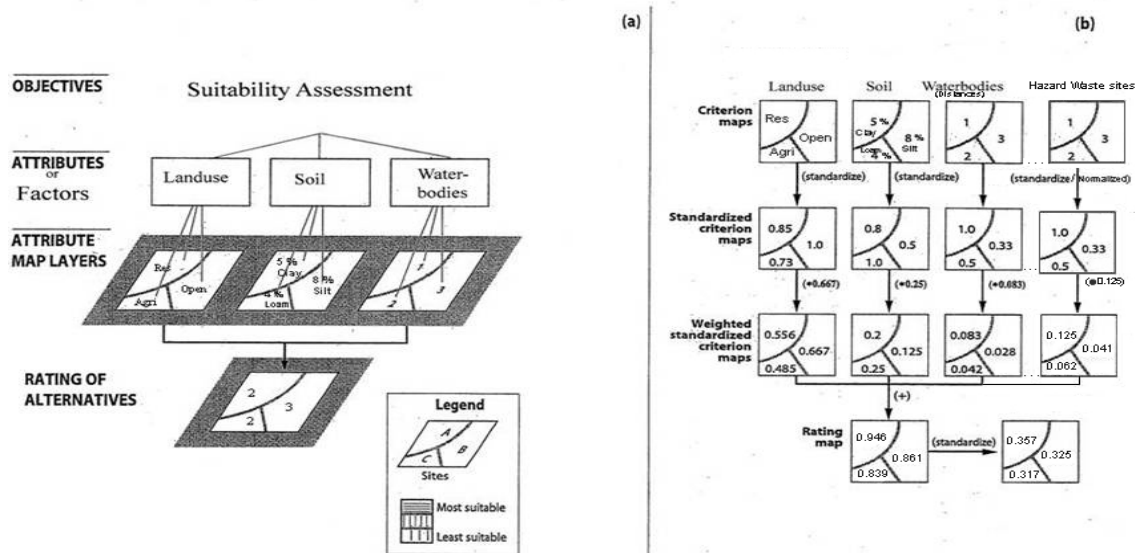 (a)
OBJECTIVES
Suitability Assessment
ATTRIBUTES
or
Factors
Landuse
Soil
Water-
bodies
ATTRIBUTE
MAP LAYERS
Res
Open
Agri
5 %
Clay
8 %
Silt
4 %
Loam
1
3
2
RATING OF
ALTERNATIVES
2
3
2
Legend
A
B
C
Sites
Most suitable
Least suitable
(b)
Landuse
Soil
Waterbodies
(Distances)
Hazard Waste sites
Criterion
maps
Res
Open
Agri
5 %
Clay
8 %
Silt
Loam
4 %
1
3
2
1
3
2
(standardize)
(standardize)
(standardize/ Normalized)
Standardized
criterion
maps
0.85
1.0
0.73
0.8
0.5
1.0
1.0
0.33
0.5
1.0
0.33
0.5
(*0.667)
(*0.25)
(*0.083)
(*0.125)
Weighted
standardized
criterion
maps
0.556
0.667
0.485
0.2
0.125
0.25
0.083
0.028
0.042
0.125
0.041
0.062
(+)
Rating
map
0.946
0.861
0.839
(standardize)
0.357
0.325
0.317